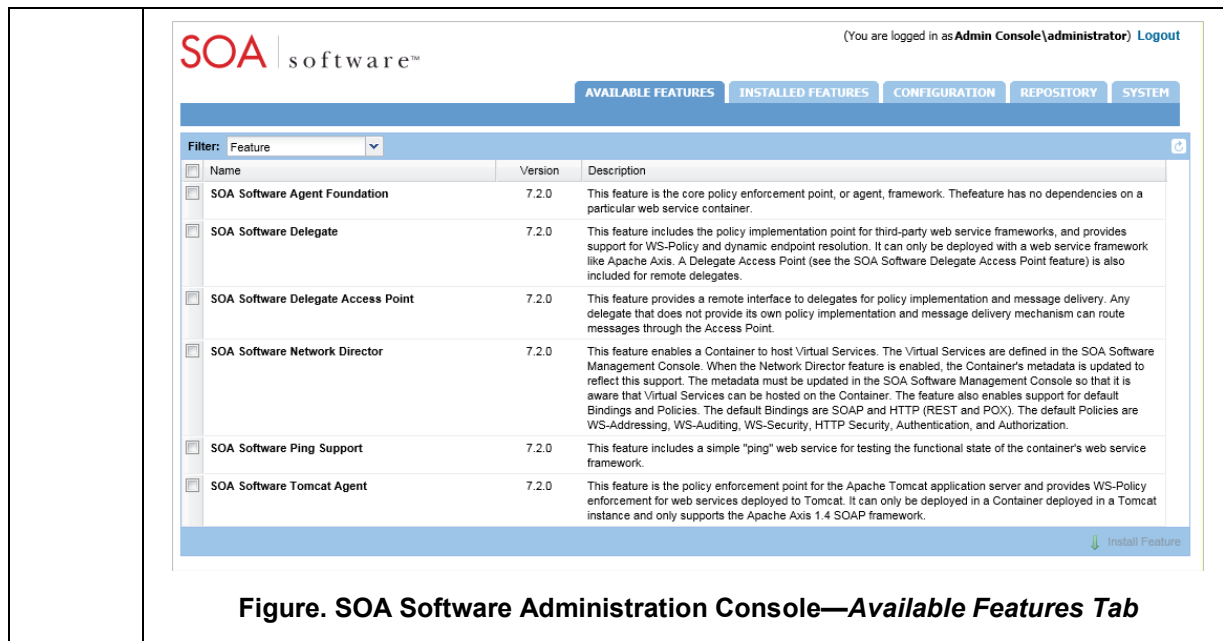 SOA software™
(You are logged in as Admin Console\administrator) Logout
AVAILABLE FEATURES INSTALLED FEATURES CONFIGURATION REPOSITORY SYSTEM
Filter: Feature
Name Version Description
SOA Software Agent Foundation 7.2.0 This feature is the core policy enforcement point, or agent, framework. Thefeature has no dependencies on a
particular web service container.
SOA Software Delegate 7.2.0 This feature includes the policy implementation point for third-party web service frameworks, and provides
support for WS-Policy and dynamic endpoint resolution. It can only be deployed with a web service framework
like Apache Axis. A Delegate Access Point (see the SOA Software Delegate Access Point feature) is also
included for remote delegates.
SOA Software Delegate Access Point 7.2.0 This feature provides a remote interface to delegates for policy implementation and message delivery. Any
delegate that does not provide its own policy implementation and message delivery mechanism can route
messages through the Access Point.
SOA Software Network Director 7.2.0 This feature enables a Container to host Virtual Services. The Virtual Services are defined in the SOA Software
Management Console. When the Network Director feature is enabled, the Container's metadata is updated to
reflect this support. The metadata must be updated in the SOA Software Management Console so that it is
aware that Virtual Services can be hosted on the Container. The feature also enables support for default
Bindings and Policies. The default Bindings are SOAP and HTTP (REST and POX). The default Policies are
WS-Addressing, WS-Auditing, WS-Security, HTTP Security, Authentication, and Authorization.
SOA Software Ping Support 7.2.0 This feature includes a simple "ping" web service for testing the functional state of the container's web service
framework.
SOA Software Tomcat Agent 7.2.0 This feature is the policy enforcement point for the Apache Tomcat application server and provides WS-Policy
enforcement for web services deployed to Tomcat. It can only be deployed in a Container deployed in a Tomcat
instance and only supports the Apache Axis 1.4 SOAP framework.
Install Feature
Figure. SOA Software Administration Console—Available Features Tab